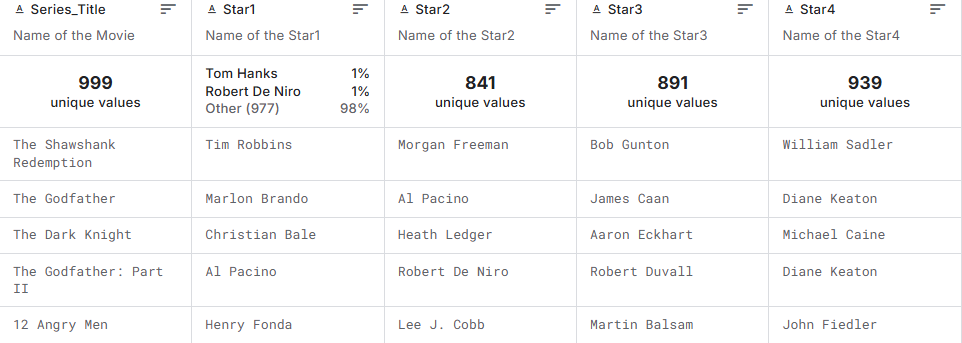 A Series_Title A Star1 A Star2 A Star3 A Star4
Name of the Movie Name of the Star1 Name of the Star2 Name of the Star3 Name of the Star4
999 unique values
Tom Hanks 1%
Robert De Niro 1%
Other (977) 98%
841 unique values
891 unique values
939 unique values
The Shawshank Redemption Tim Robbins Morgan Freeman Bob Gunton William Sadler
The Godfather Marlon Brando Al Pacino James Caan Diane Keaton
The Dark Knight Christian Bale Heath Ledger Aaron Eckhart Michael Caine
The Godfather: Part II Al Pacino Robert De Niro Robert Duvall Diane Keaton
12 Angry Men Henry Fonda Lee J. Cobb Martin Balsam John Fiedler